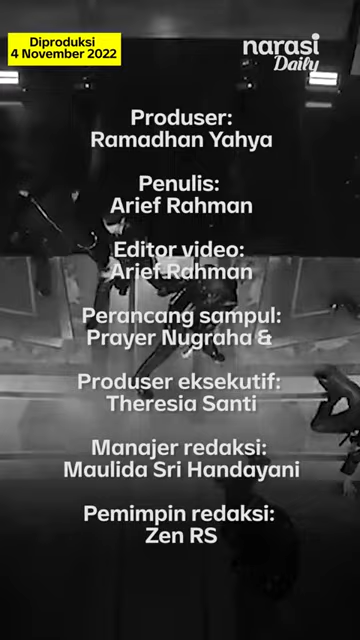 Diproduksi
4 November 2022
narasi
Daily
Produser:
Ramadhan Yahya
Penulis:
Arief Rahman
Editor video:
Arief Rahman
Perancang sampul:
Prayer Nugraha &
Produser eksekutif:
Theresia Santi
Manajer redaksi:
Maulida Sri Handayani
Pemimpin redaksi:
Zen RS